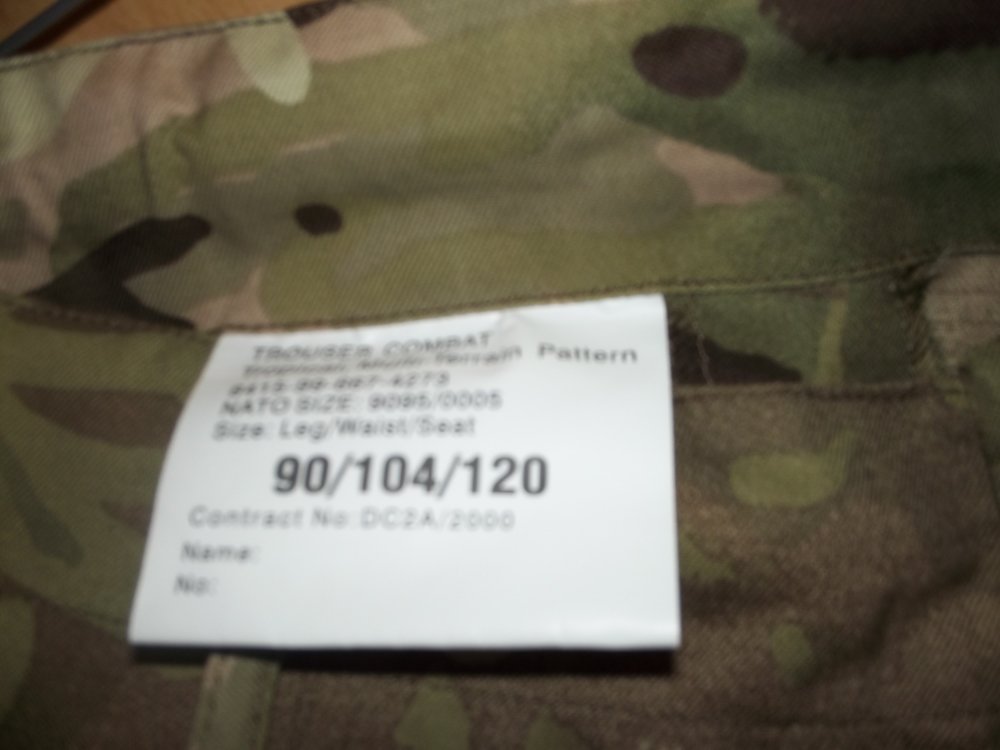 TROUSER COMBAT
Terrain Pattern
NATO SIZE: 9095/0005
Size: Leg/Waist/Seat
90/104/120
Contract No: DC2A/2000
Name:
No: